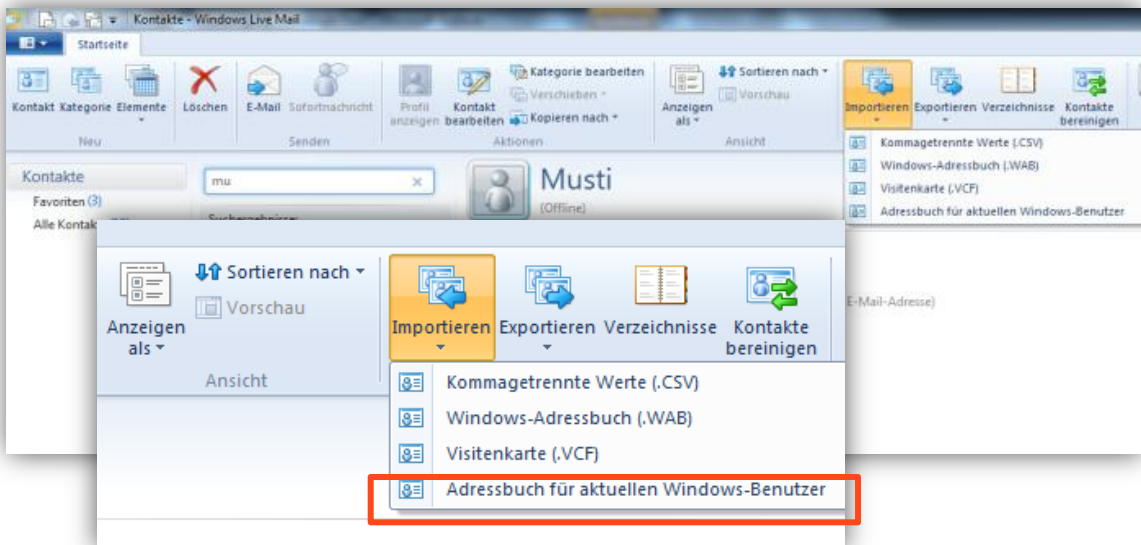 Kontakte - Windows Live Mail
Startseite
Kontakt Kategorie Elemente Löschen E-Mail Sofortnachricht Profil anzeigen Kontakt bearbeiten Kategorie bearbeiten Verschieben Kopieren nach Anzeigen als Sortieren nach Vorschau Importieren Exportieren Verzeichnisse Kontakte bereinigen
Neu Senden Aktionen Ansicht
Kommagetrennte Werte (.CSV)
Windows-Adressbuch (.WAB)
Visitenkarte (.VCF)
Adressbuch für aktuellen Windows-Benutzer
Kontakte
Favoriten (3)
Alle Kontak
mu
Musti
(Offline)
E-Mail-Adresse)
Sortieren nach
Vorschau
Anzeigen
als
Ansicht
Importieren Exportieren Verzeichnisse Kontakte
bereinigen
Kommagetrennte Werte (.CSV)
Windows-Adressbuch (.WAB)
Visitenkarte (.VCF)
Adressbuch für aktuellen Windows-Benutzer